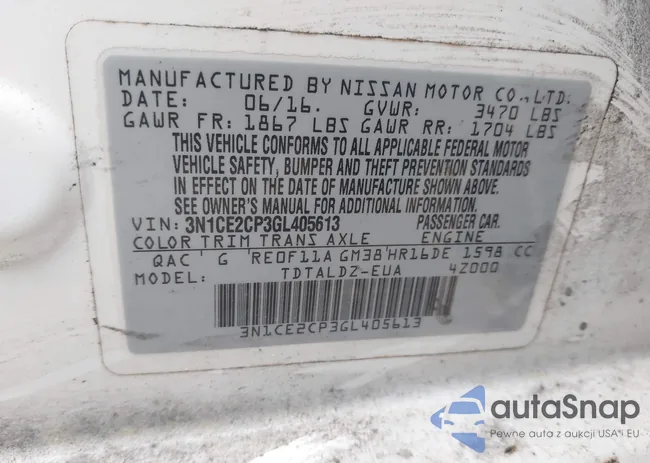 MANUFACTURED BY NISSAN MOTOR CO., LTD.
DATE: 06/16. GVWR: 3470 LBS
GAWR FR: 1867 LBS GAWR RR: 1704 LBS
THIS VEHICLE CONFORMS TO ALL APPLICABLE FEDERAL MOTOR
VEHICLE SAFETY, BUMPER AND THEFT PREVENTION STANDARDS
IN EFFECT ON THE DATE OF MANUFACTURE SHOWN ABOVE.
SEE OWNER'S MANUAL FOR ADDITIONAL INFORMATION.
VIN: 3N1CE2CP3GL405613 PASSENGER CAR.
COLOR TRIM TRANS AXLE ENGINE
QAC G RE0F11A GM38 HR16DE 1598 CC
MODEL: TDTALDZ-EUA 4Z000
3N1CE2CP3GL405613
autaSnap
Pewne auta z aukcji USA i EU